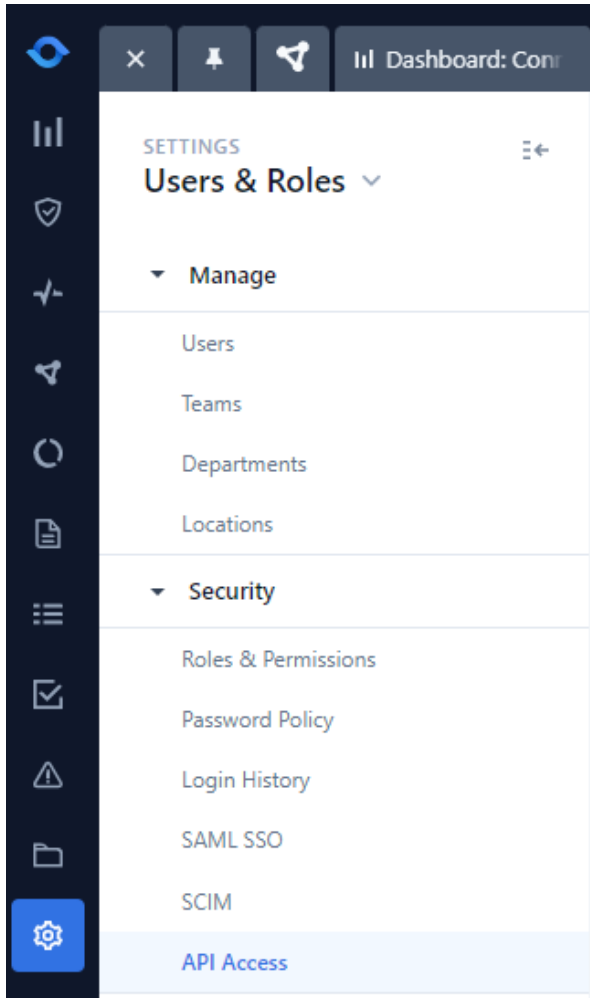 Dashboard: Con
SETTINGS
Users & Roles
Manage
Users
Teams
Departments
Locations
Security
Roles & Permissions
Password Policy
Login History
SAML SSO
SCIM
API Access